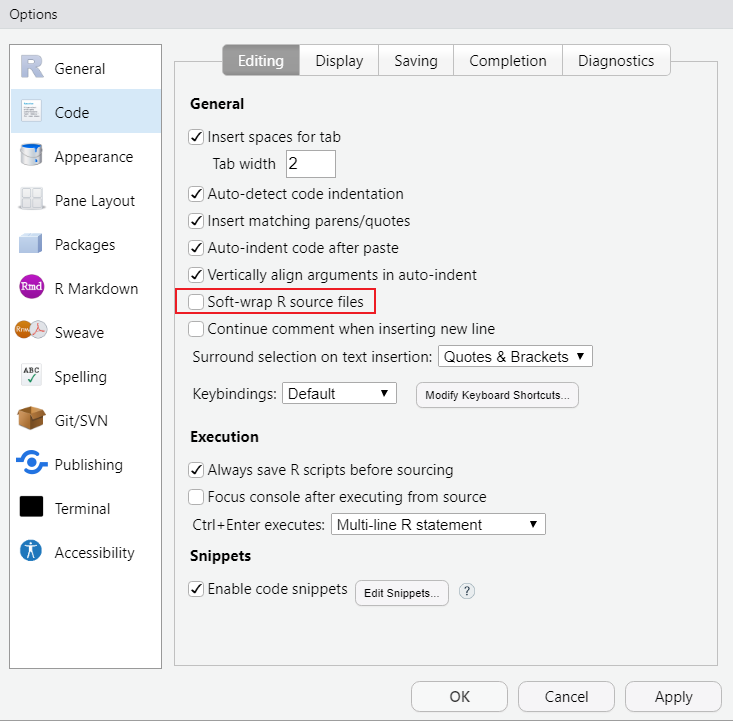 Options
General
Code
Appearance
Pane Layout
Packages
Rmd R Markdown
Rnw Sweave
ABC Spelling
Git/SVN
Publishing
Terminal
Accessibility
Editing Display Saving Completion Diagnostics
General
Insert spaces for tab
Tab width 2
Auto-detect code indentation
Insert matching parens/quotes
Auto-indent code after paste
Vertically align arguments in auto-indent
Soft-wrap R source files
Continue comment when inserting new line
Surround selection on text insertion: Quotes & Brackets
Keybindings: Default Modify Keyboard Shortcuts...
Execution
Always save R scripts before sourcing
Focus console after executing from source
Ctrl+Enter executes: Multi-line R statement
Snippets
Enable code snippets Edit Snippets... ?
OK Cancel Apply